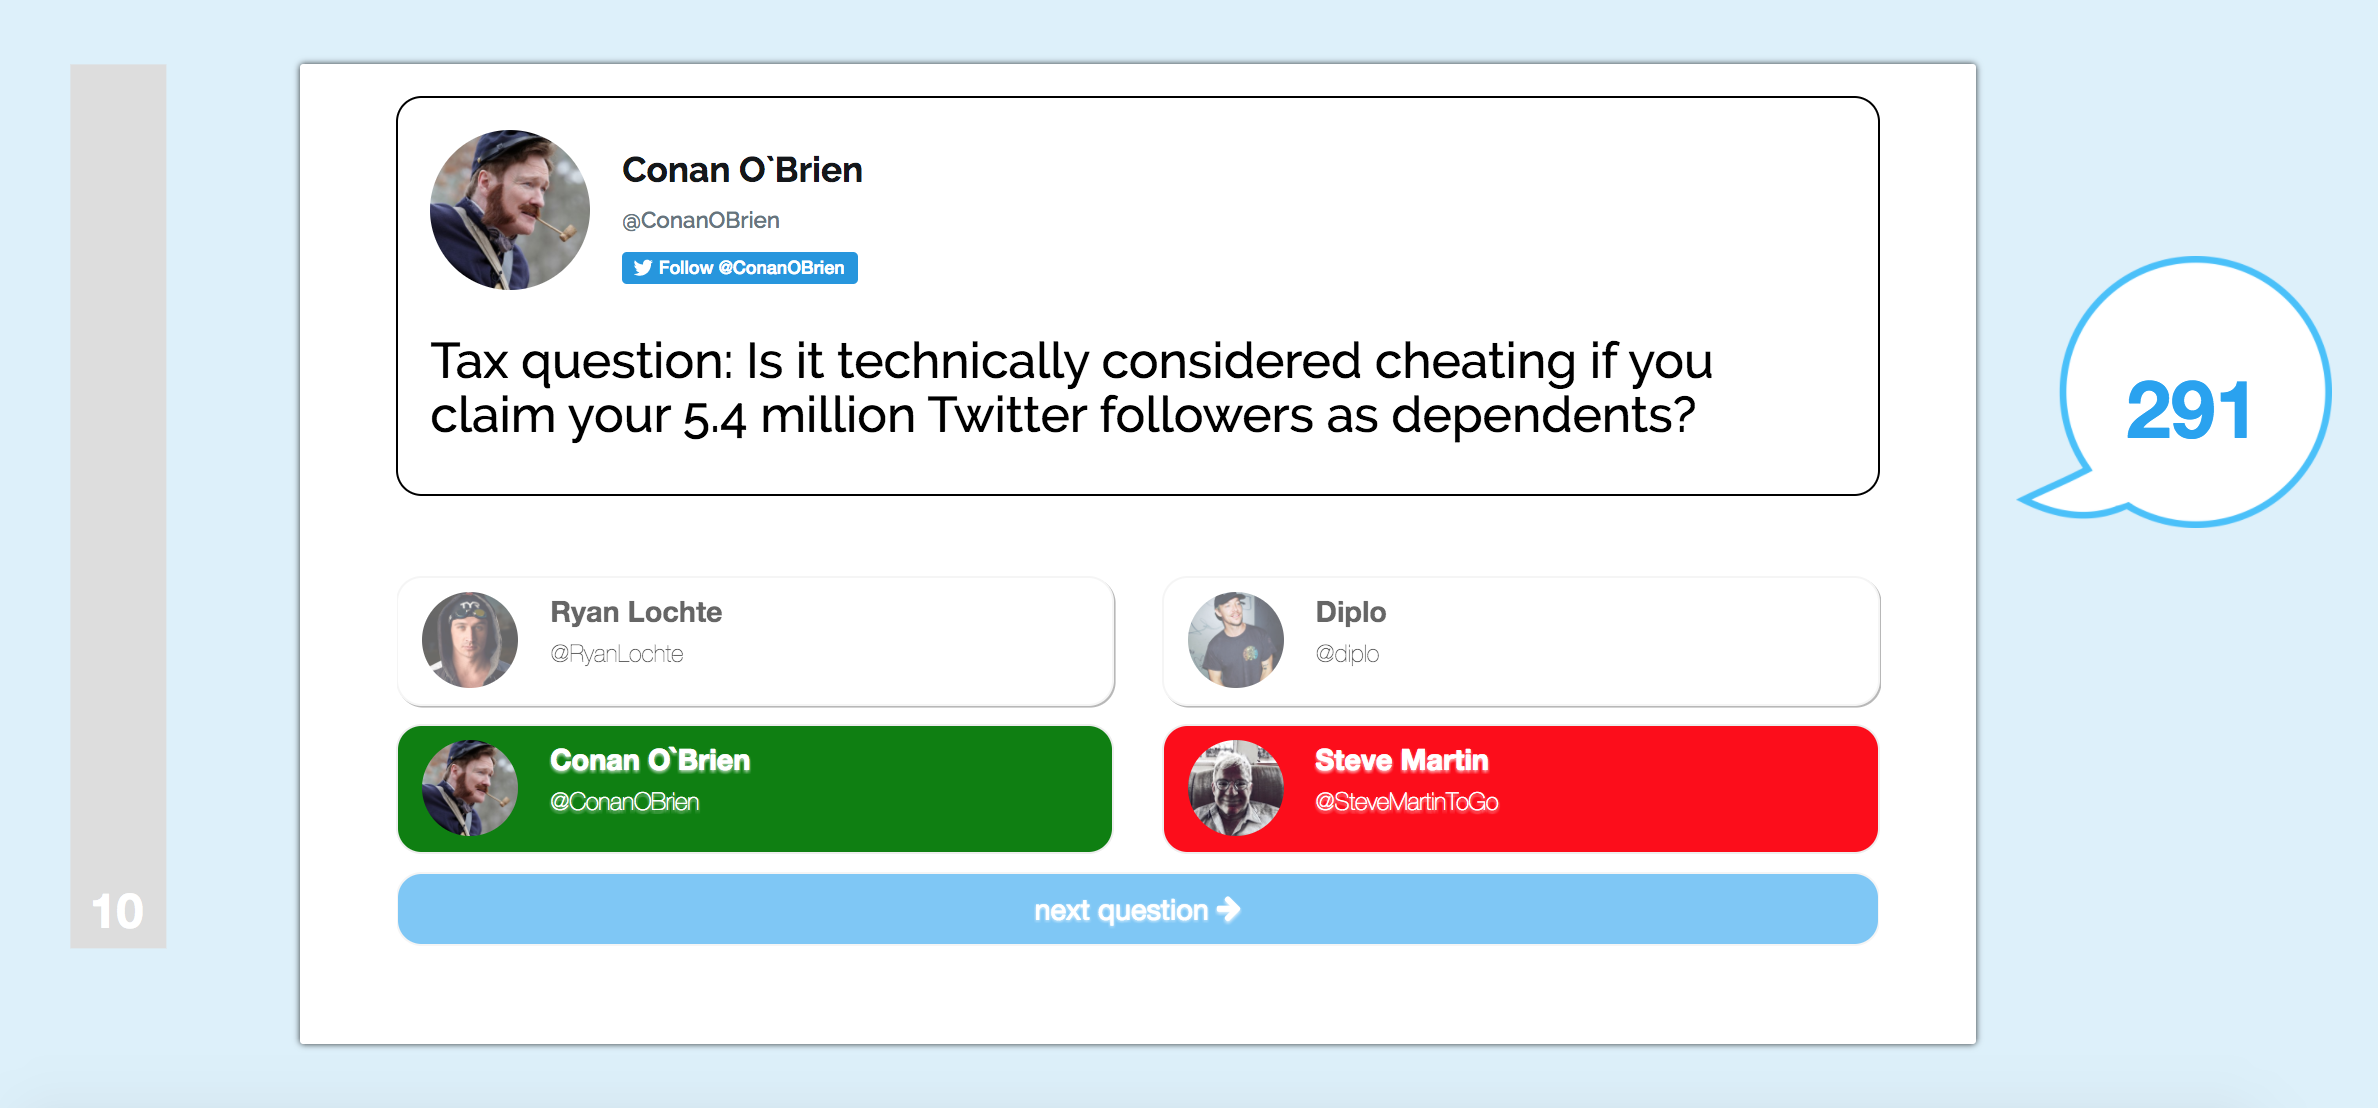 Conan O`Brien
@ConanOBrien
Follow @ConanOBrien
Tax question: Is it technically considered cheating if you
claim your 5.4 million Twitter followers as dependents?
291
Ryan Lochte
@RyanLochte
Diplo
@diplo
Conan O`Brien
@ConanOBrien
Steve Martin
@SteveMartinToGo
10
next question